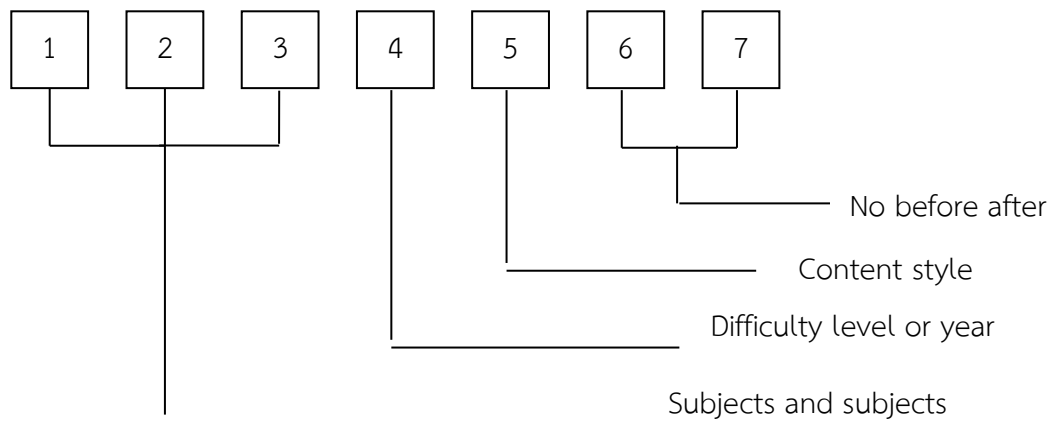 1 2 3 4 5 6 7
No before after
Content style
Difficulty level or year
Subjects and subjects